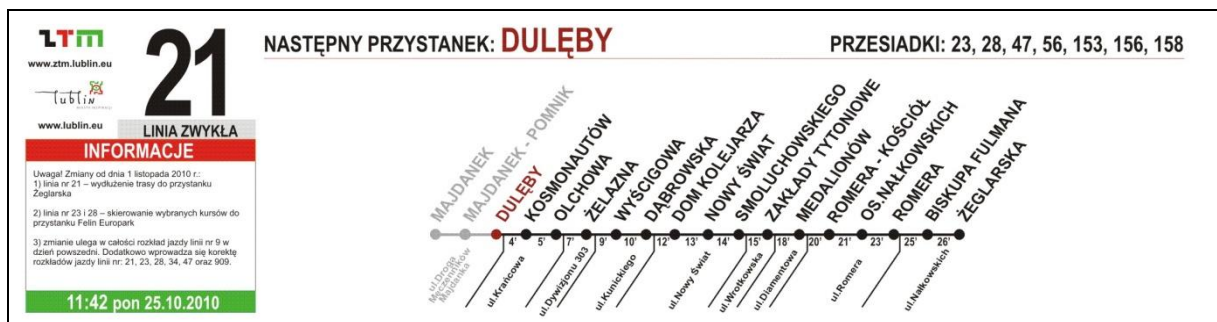 ztm
www.ztm.lublin.eu
lublin
www.lublin.eu
21
LINIA ZWYKŁA
NASTĘPNY PRZYSTANEK: DULĘBY
PRZESIADKI: 23, 28, 47, 56, 153, 156, 158
INFORMACJE
Uwaga! Zmiany od dnia 1 listopada 2010 r.:
1) linia nr 21 – wydłużenie trasy do przystanku
Żeglarska
2) linia nr 23 i 28 – skierowanie wybranych kursów do
przystanku Felin Europark
3) zmianie ulega w całości rozkład jazdy linii nr 9 w
dzień powszedni. Dodatkowo wprowadza się korektę
rozkładów jazdy linii nr: 21, 23, 28, 34, 47 oraz 909.
11:42 pon 25.10.2010
MAJDANEK
MAJDANEK - POMNIK
DULĘBY
KOSMONAUTÓW
OLCHOWA
ŻELAZNA
WYŚCIGOWA
DĄBROWSKA
DOM KOLEJARZA
NOWY ŚWIAT
SMOLUCHOWSKIEGO
ZAKŁADY TYTONIOWE
MEDALIONÓW
ROMERA - KOŚCIÓŁ
OS.NAŁKOWSKICH
ROMERA
BISKUPA FULMANA
ŻEGLARSKA
4' 5' 7' 9' 10' 12' 13' 14' 15' 18' 20' 21' 23' 25' 26'
ul.Droga
Męczenników
Majdanka
ul.Krańcowa
ul.Dywizjonu 303
ul.Kunickiego
ul.Nowy Świat
ul.Wrotkowska
ul.Diamentowa
ul.Romera
ul.Nałkowskich